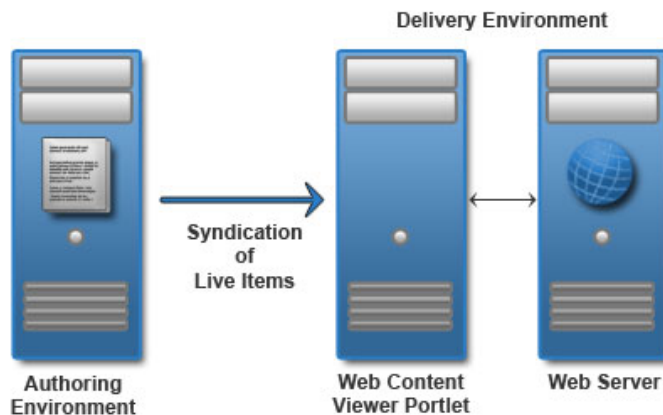 Delivery Environment
Syndication
of
Live Items
Authoring
Environment
Web Content
Viewer Portlet
Web Server